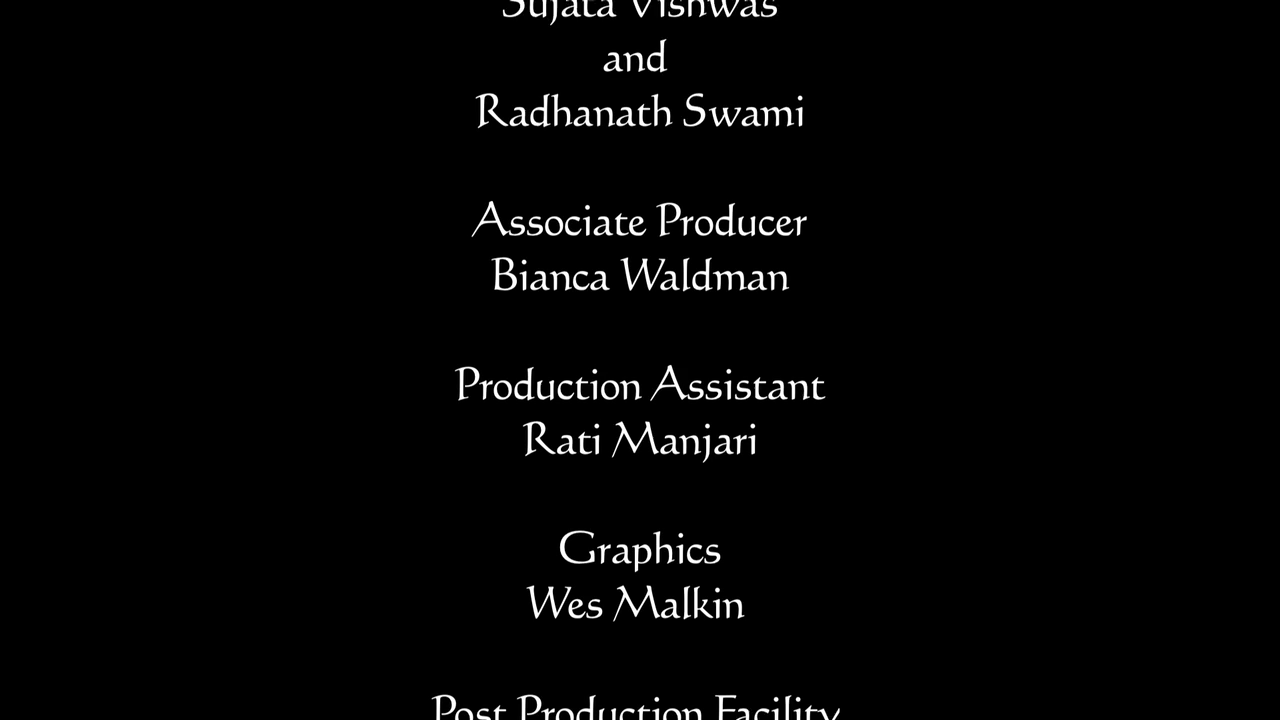 Sujata Vishwas
and
Radhanath Swami
Associate Producer
Bianca Waldman
Production Assistant
Rati Manjari
Graphics
Wes Malkin
Post Production Facility